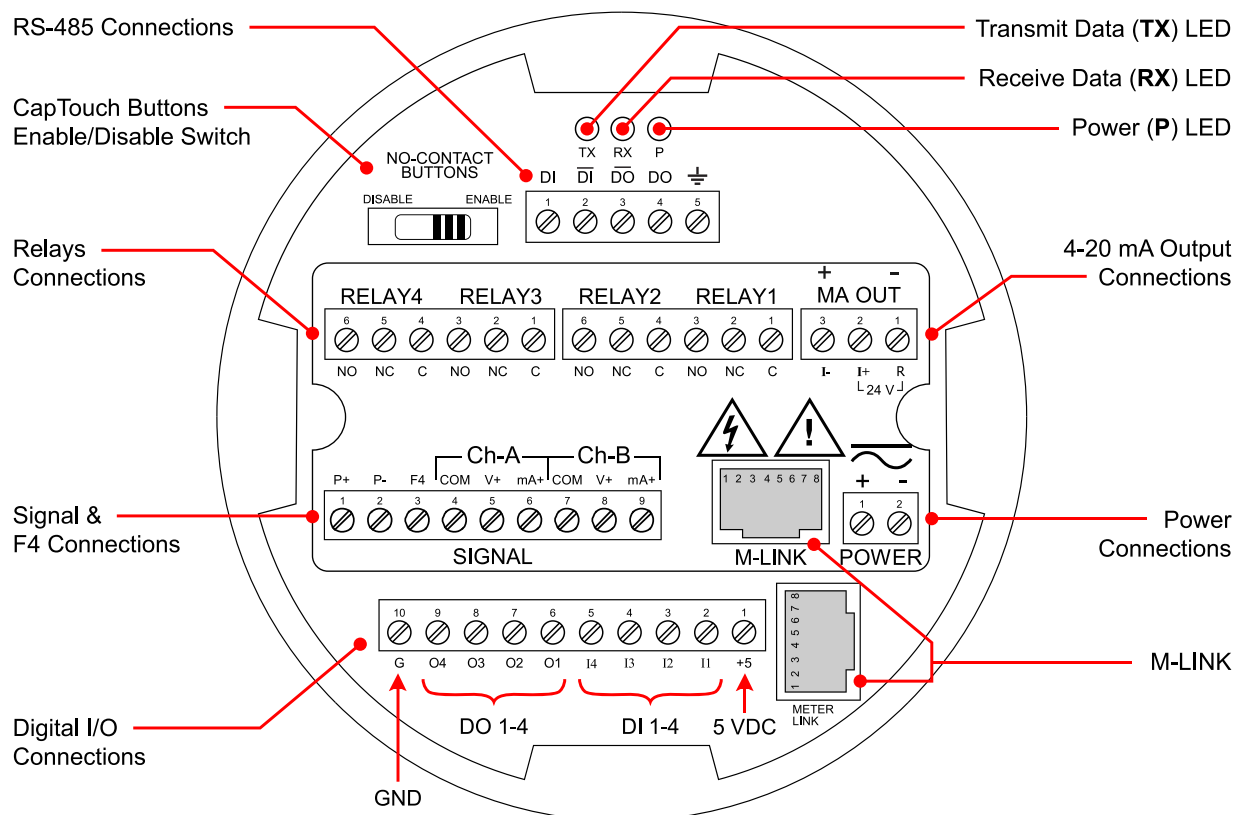 RS-485 Connections
Transmit Data (TX) LED
Receive Data (RX) LED
Power (P) LED
CapTouch Buttons
Enable/Disable Switch
TX RX P
NO-CONTACT
BUTTONS
DI DI DO DO
DISABLE ENABLE
1 2 3 4 5
Relays
Connections
4-20 mA Output
Connections
+ -
RELAY4 RELAY3 RELAY2 RELAY1 MA OUT
6 5 4 3 2 1 6 5 4 3 2 1 3 2 1
NO NC C NO NC C NO NC C NO NC C I- I+ R
24 V
Ch-A Ch-B
P+ P- F4 COM V+ mA+ COM V+ mA+
1 2 3 4 5 6 7 8 9
SIGNAL
Signal &
F4 Connections
1 2 3 4 5 6 7 8
M-LINK
+ -
1 2
POWER
Power
Connections
10 9 8 7 6 5 4 3 2 1
G O4 O3 O2 O1 I4 I3 I2 I1 +5
1 2 3 4 5 6 7 8
METER
LINK
M-LINK
DO 1-4 DI 1-4 5 VDC
Digital I/O
Connections
GND